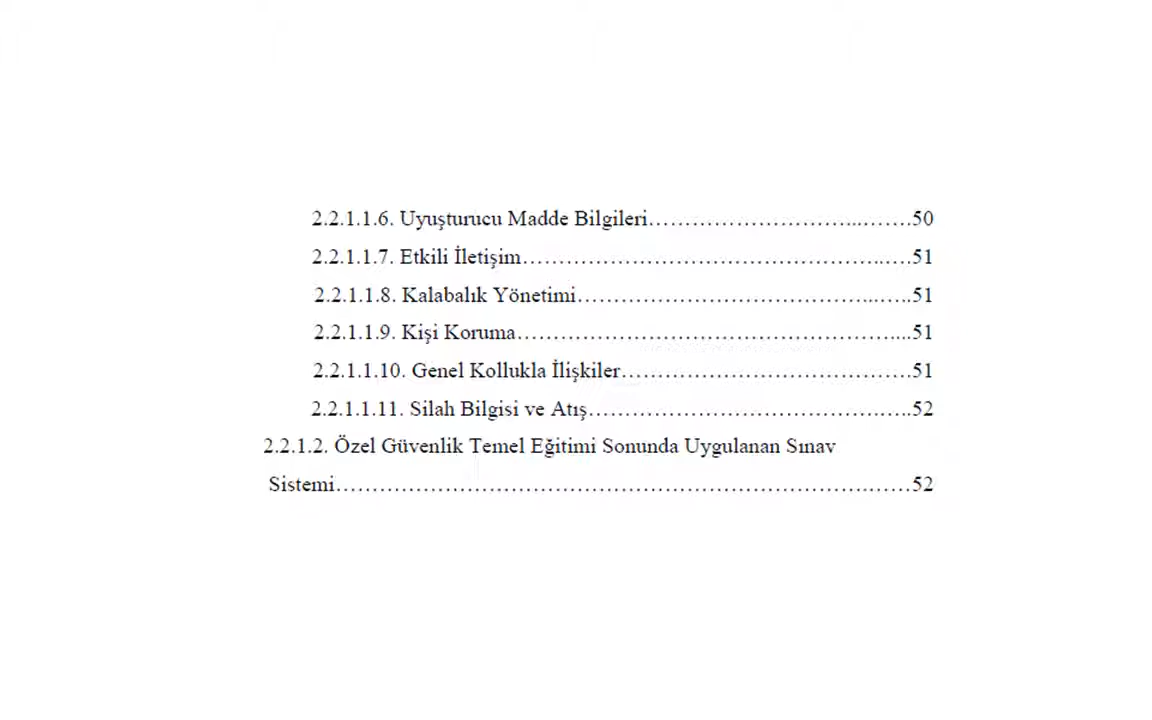 2.2.1.1.6. Uyuşturucu Madde Bilgileri……………………….…...…….50
2.2.1.1.7. Etkili İletişim…………………………………………..….51
2.2.1.1.8. Kalabalık Yönetimi…………………………………...…..51
2.2.1.1.9. Kişi Koruma……………………………………………....51
2.2.1.1.10. Genel Kollukla İlişkiler………………………………….51
2.2.1.1.11. Silah Bilgisi ve Atış………………………………….…..52
2.2.1.2. Özel Güvenlik Temel Eğitimi Sonunda Uygulanan Sınav
Sistemi……………………………………………………………….……52